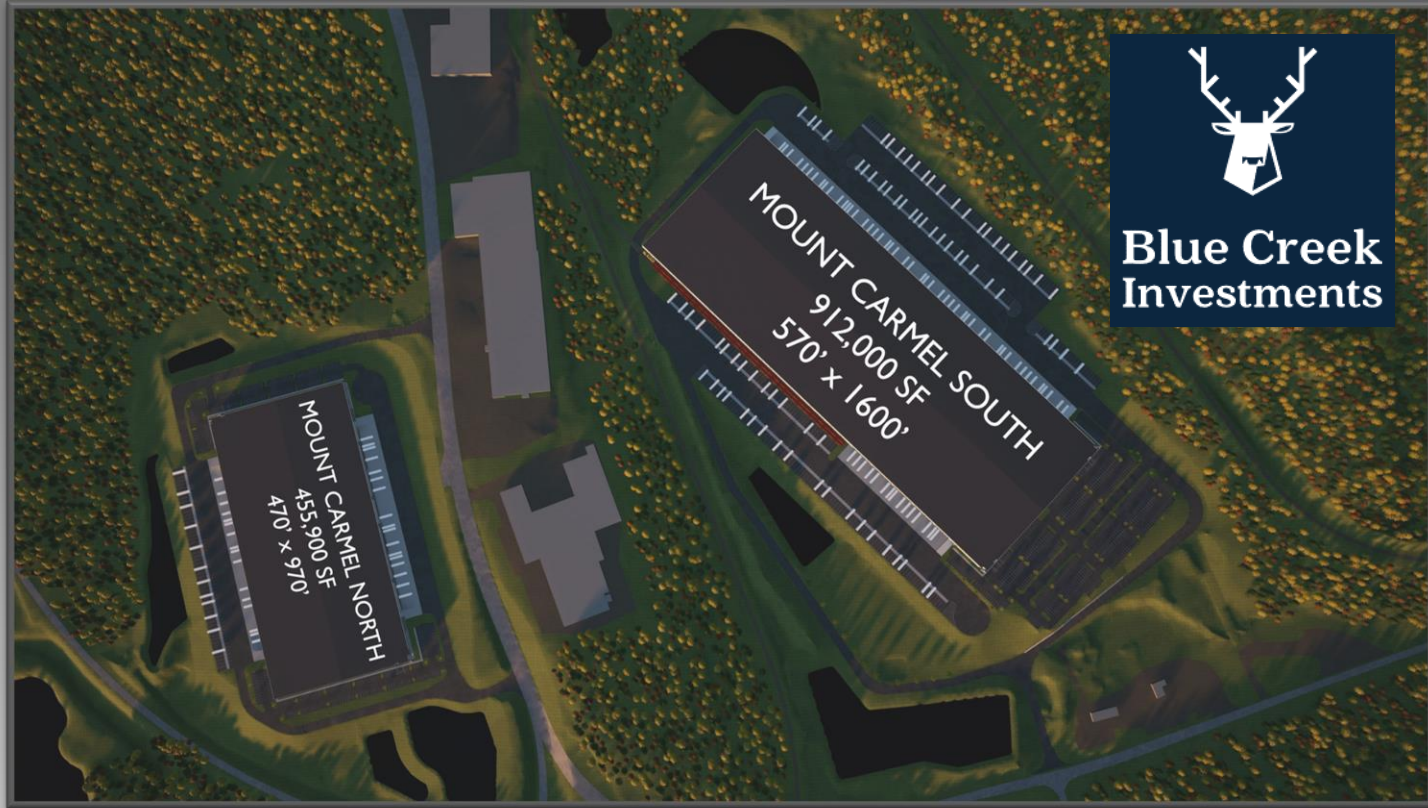 MOUNT CARMEL NORTH
455,900 SF
470' x 970'
MOUNT CARMEL SOUTH
912,000 SF
570' x 1600'
Blue Creek
Investments